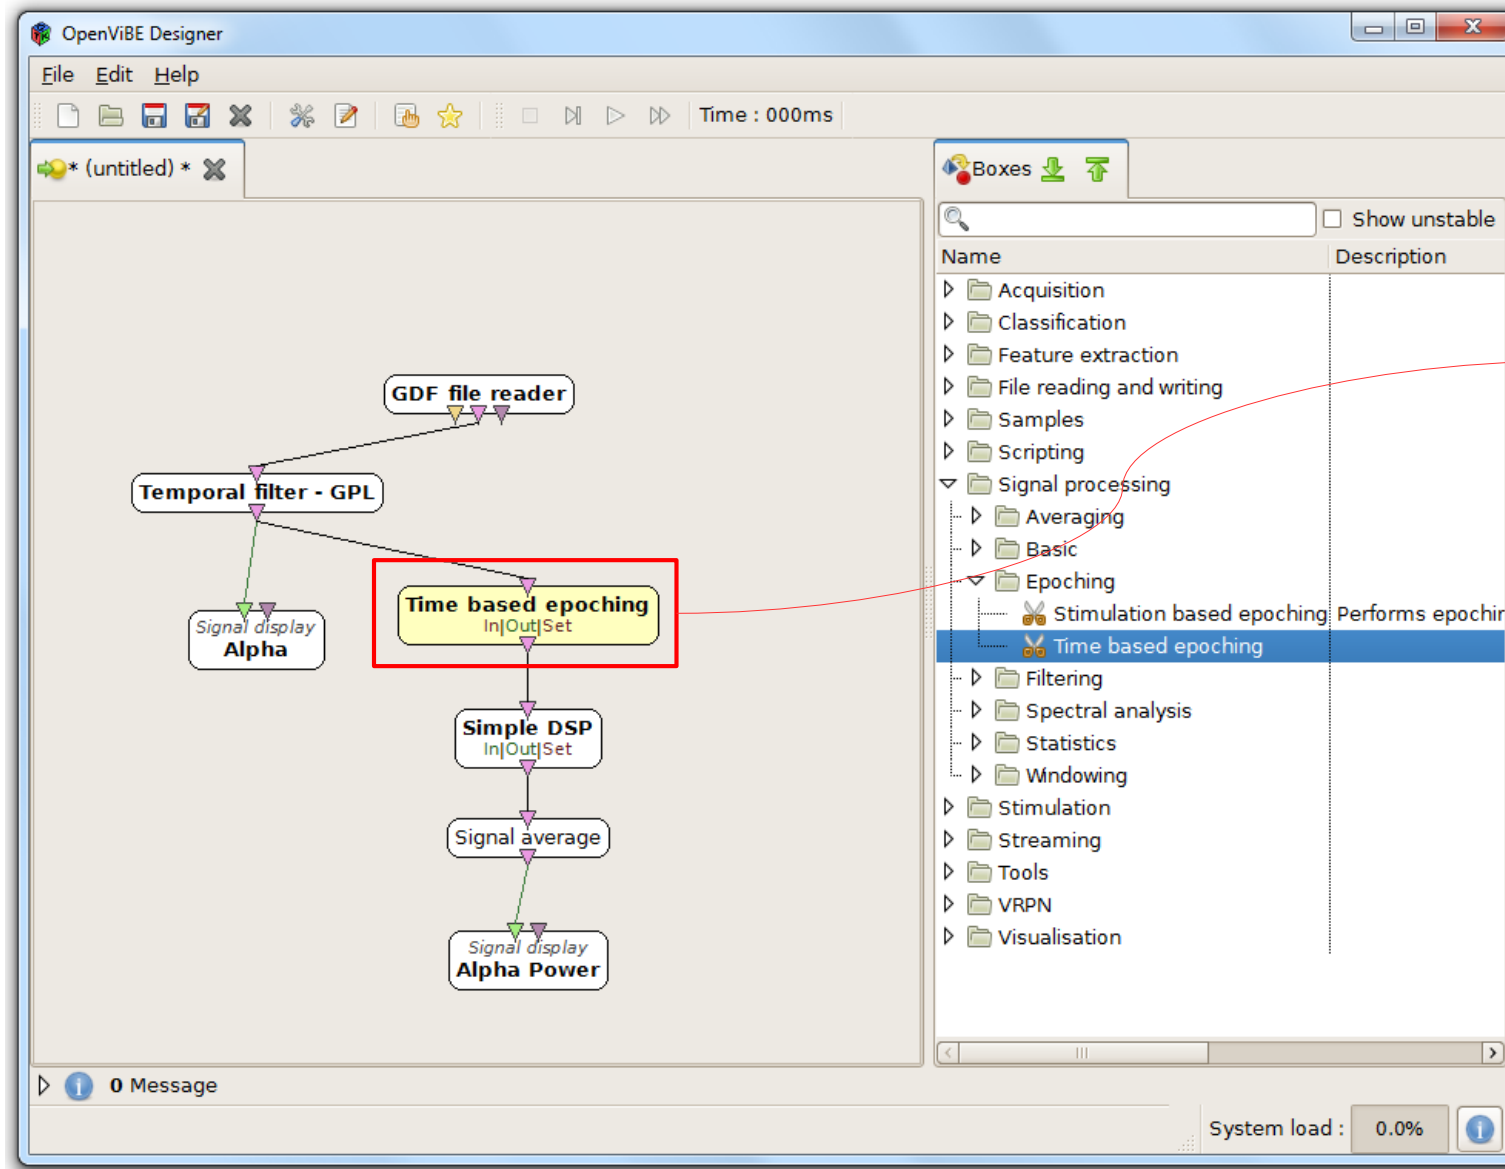 OpenViBE Designer
File Edit Help
Time : 000ms
* (untitled) *
Boxes
Show unstable
Name Description
Acquisition
Classification
Feature extraction
File reading and writing
Samples
Scripting
Signal processing
Averaging
Basic
Epoching
Stimulation based epoching Performs epochin
Time based epoching
Filtering
Spectral analysis
Statistics
Windowing
Stimulation
Streaming
Tools
VRPN
Visualisation
GDF file reader
Temporal filter - GPL
Time based epoching
In|Out|Set
Signal display
Alpha
Simple DSP
In|Out|Set
Signal average
Signal display
Alpha Power
0 Message
System load : 0.0%